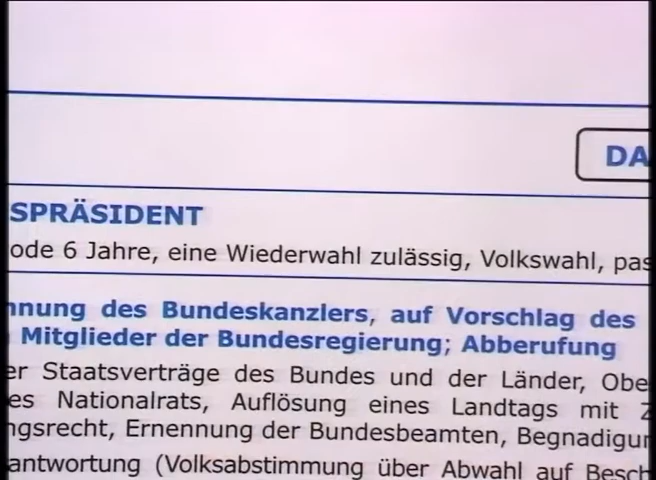 DA
SPRÄSIDENT
ode 6 Jahre, eine Wiederwahl zulässig, Volkswahl, pas
nnung des Bundeskanzlers, auf Vorschlag des
Mitglieder der Bundesregierung; Abberufung
er Staatsverträge des Bundes und der Länder, Obe
es Nationalrats, Auflösung eines Landtags mit Z
ngsrecht, Ernennung der Bundesbeamten, Begnadigun
antwortung (Volksabstimmung über Abwahl auf Besch